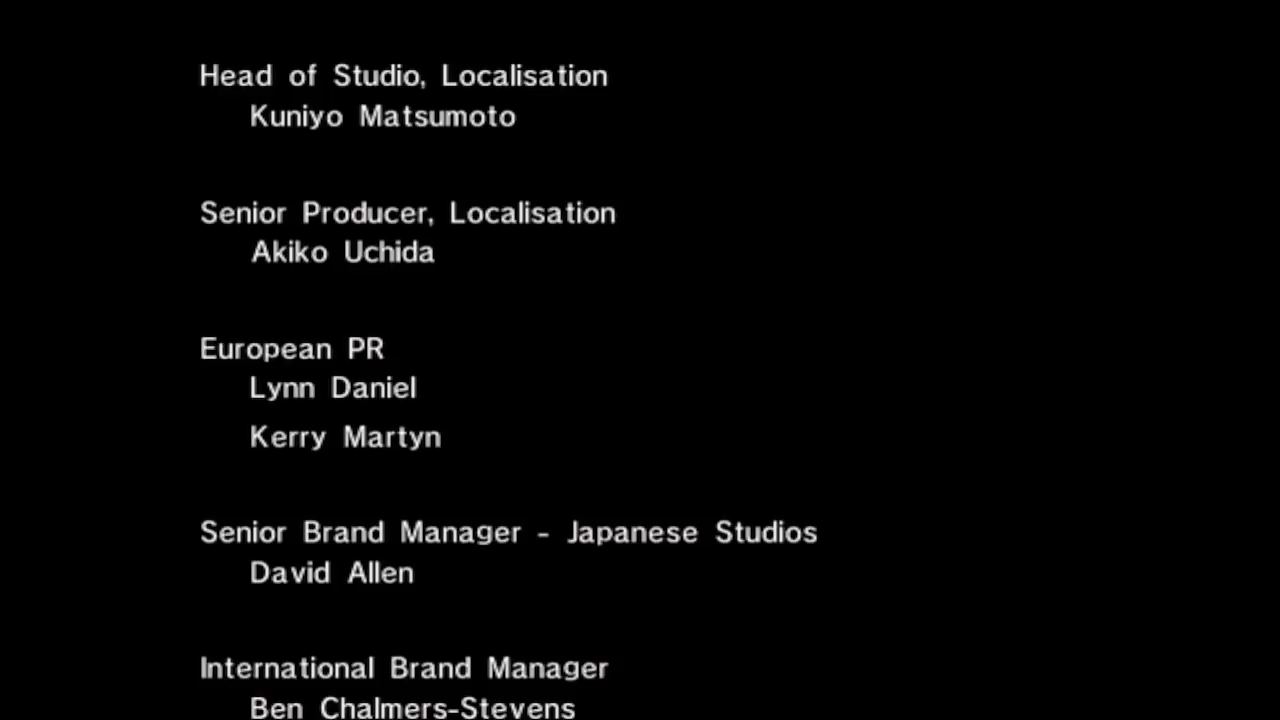 Head of Studio, Localisation
Kuniyo Matsumoto
Senior Producer, Localisation
Akiko Uchida
European PR
Lynn Daniel
Kerry Martyn
Senior Brand Manager - Japanese Studios
David Allen
International Brand Manager
Ben Chalmers-Stevens